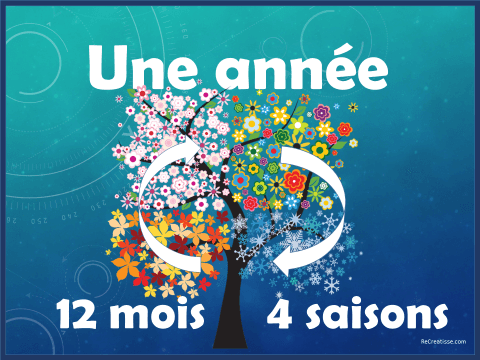 Une année
12 mois
4 saisons
ReCreatisse.com